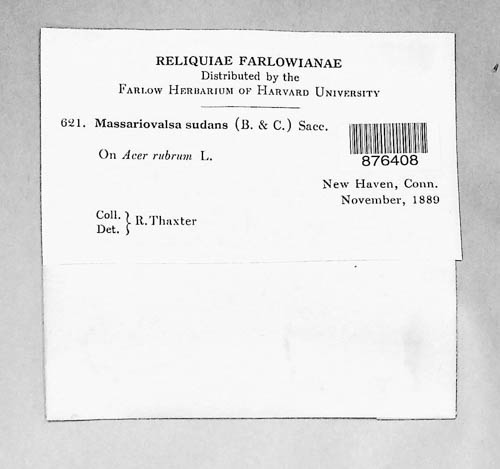 RELIQUIAE FARLOWIANAE
Distributed by the
FARLOW HERBARIUM OF HARVARD UNIVERSITY
621. Massariovalsa sudans (B. & C.) Sacc.
On Acer rubrum L.
876408
New Haven, Conn.
November, 1889
Coll.
Det. } R. Thaxter